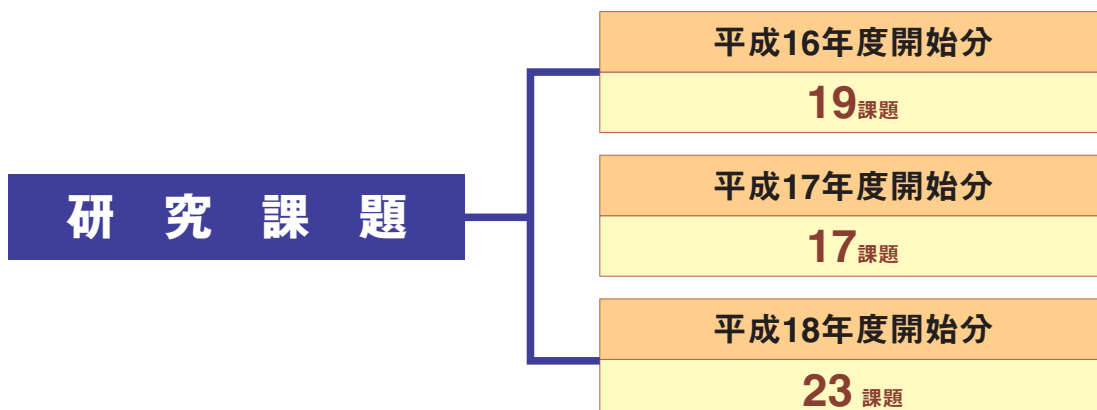 研究課題
平成16年度開始分
19課題
平成17年度開始分
17課題
平成18年度開始分
23 課題